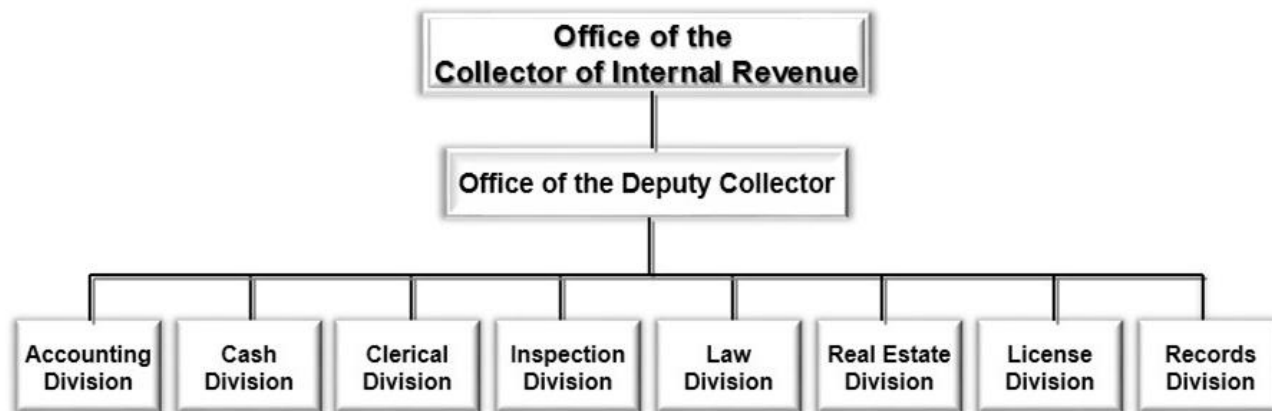 Office of the
Collector of Internal Revenue
Office of the Deputy Collector
Accounting
Division
Cash
Division
Clerical
Division
Inspection
Division
Law
Division
Real Estate
Division
License
Division
Records
Division